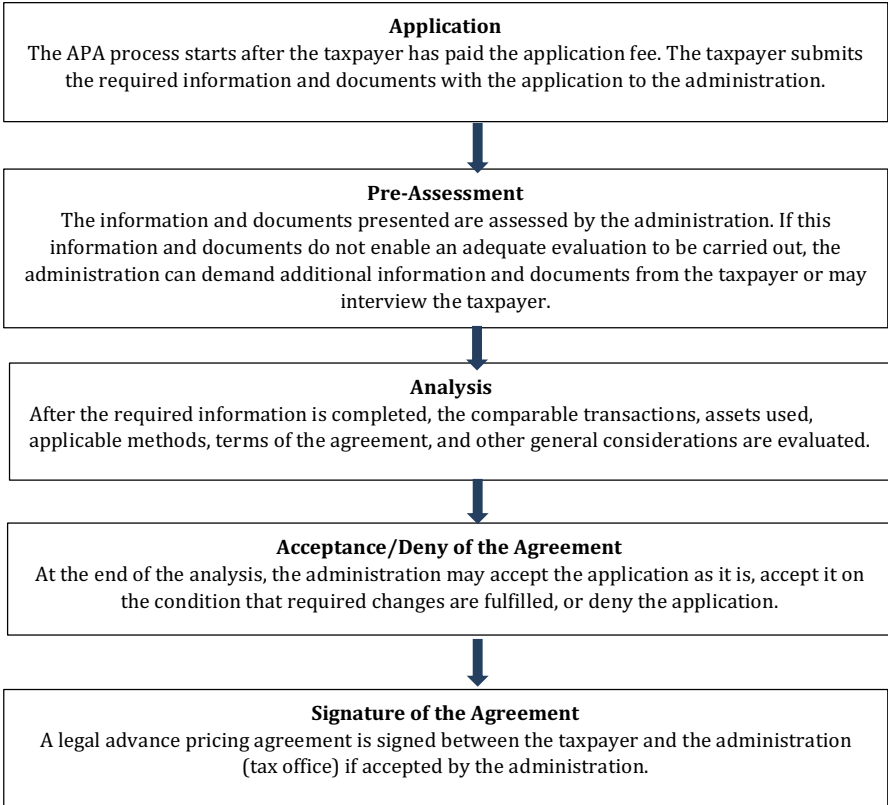 Application
The APA process starts after the taxpayer has paid the application fee. The taxpayer submits
the required information and documents with the application to the administration.
Pre-Assessment
The information and documents presented are assessed by the administration. If this
information and documents do not enable an adequate evaluation to be carried out, the
administration can demand additional information and documents from the taxpayer or may
interview the taxpayer.
Analysis
After the required information is completed, the comparable transactions, assets used,
applicable methods, terms of the agreement, and other general considerations are evaluated.
Acceptance/Deny of the Agreement
At the end of the analysis, the administration may accept the application as it is, accept it on
the condition that required changes are fulfilled, or deny the application.
Signature of the Agreement
A legal advance pricing agreement is signed between the taxpayer and the administration
(tax office) if accepted by the administration.